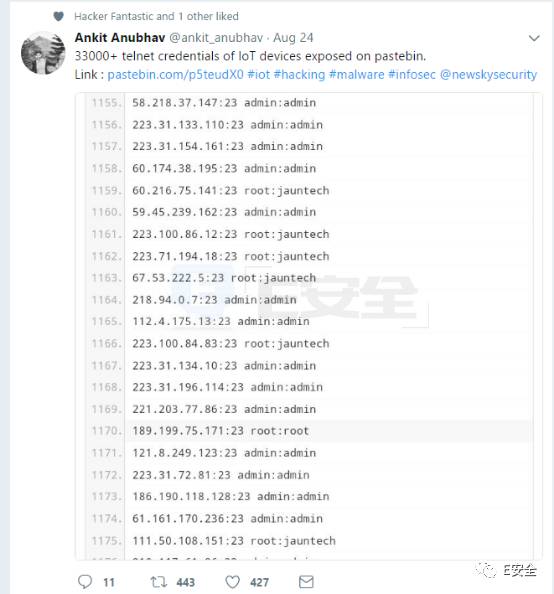 Hacker Fantastic and 1 other liked
Ankit Anubhav @ankit_anubhav · Aug 24
33000+ telnet credentials of IoT devices exposed on pastebin.
Link : pastebin.com/p5teudX0 #iot #hacking #malware #infosec @newskysecurity
1155. 58.218.37.147:23 admin:admin
1156. 223.31.133.110:23 admin:admin
1157. 223.31.154.161:23 admin:admin
1158. 60.174.38.195:23 admin:admin
1159. 60.216.75.141:23 root:jauntech
1160. 59.45.239.162:23 admin:admin
1161. 223.100.86.12:23 root:jauntech
1162. 223.71.194.18:23 root:jauntech
1163. 67.53.222.5:23 root:jauntech
1164. 218.94.0.7:23 admin:admin
E安全
1165. 112.4.175.13:23 admin:admin
1166. 223.100.84.83:23 root:jauntech
1167. 223.31.134.10:23 admin:admin
1168. 223.31.196.114:23 admin:admin
1169. 221.203.77.86:23 admin:admin
1170. 189.199.75.171:23 root:root
1171. 121.8.249.123:23 admin:admin
1172. 223.31.72.81:23 admin:admin
1173. 186.190.118.128:23 admin:admin
1174. 61.161.170.236:23 admin:admin
1175. 111.50.108.151:23 root:jauntech
11 443 427
E安全